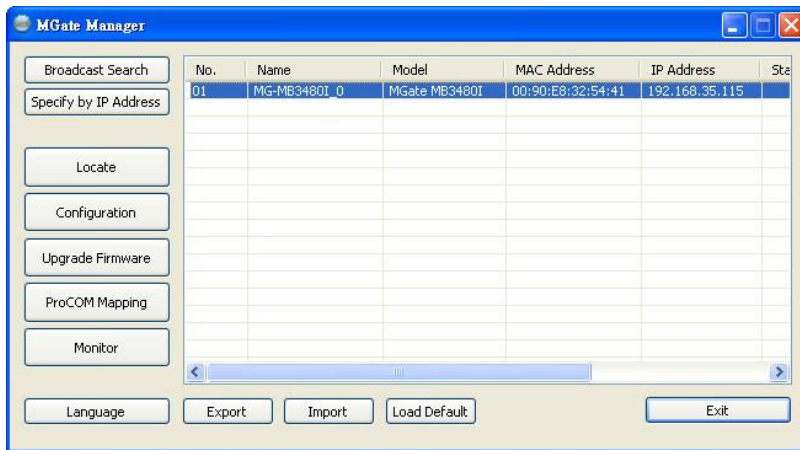 MGate Manager
Broadcast Search
Specify by IP Address
Locate
Configuration
Upgrade Firmware
ProCOM Mapping
Monitor
Language
No. Name Model MAC Address IP Address Sta
01 MG-MB3480I_0 MGate MB3480I 00:90:E8:32:54:41 192.168.35.115
Export Import Load Default Exit